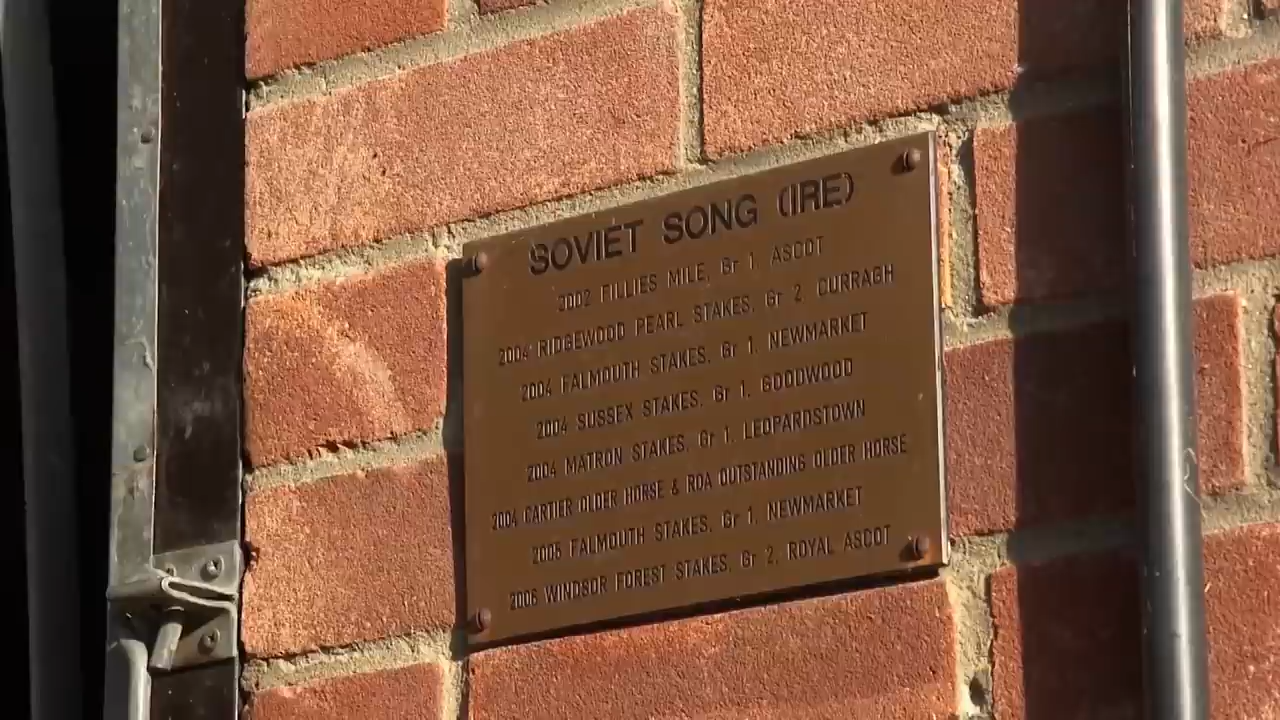 SOVIET SONG (IRE)
2002 FILLIES MILE, Gr 1, ASCOT
2004 RIDGEWOOD PEARL STAKES, Gr 2, CURRAGH
2004 FALMOUTH STAKES, Gr 1, NEWMARKET
2004 SUSSEX STAKES, Gr 1, GOODWOOD
2004 MATRON STAKES, Gr 1, LEOPARDSTOWN
2004 CARTIER OLDER HORSE & ROA OUTSTANDING OLDER HORSE
2005 FALMOUTH STAKES, Gr 1, NEWMARKET
2006 WINDSOR FOREST STAKES, Gr 2, ROYAL ASCOT